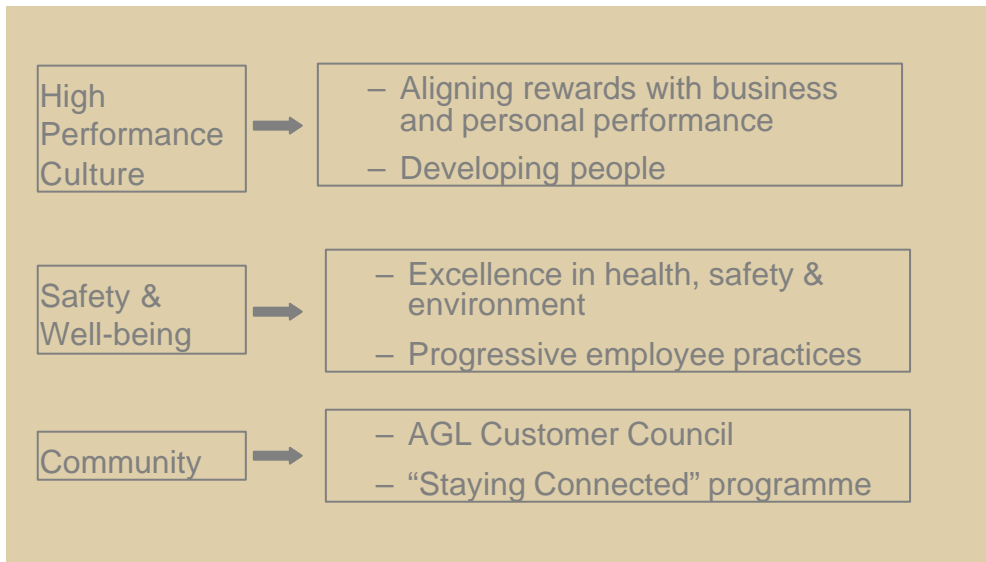 High
Performance
Culture
– Aligning rewards with business
and personal performance
– Developing people
Safety &
Well-being
– Excellence in health, safety &
environment
– Progressive employee practices
Community
– AGL Customer Council
– “Staying Connected” programme